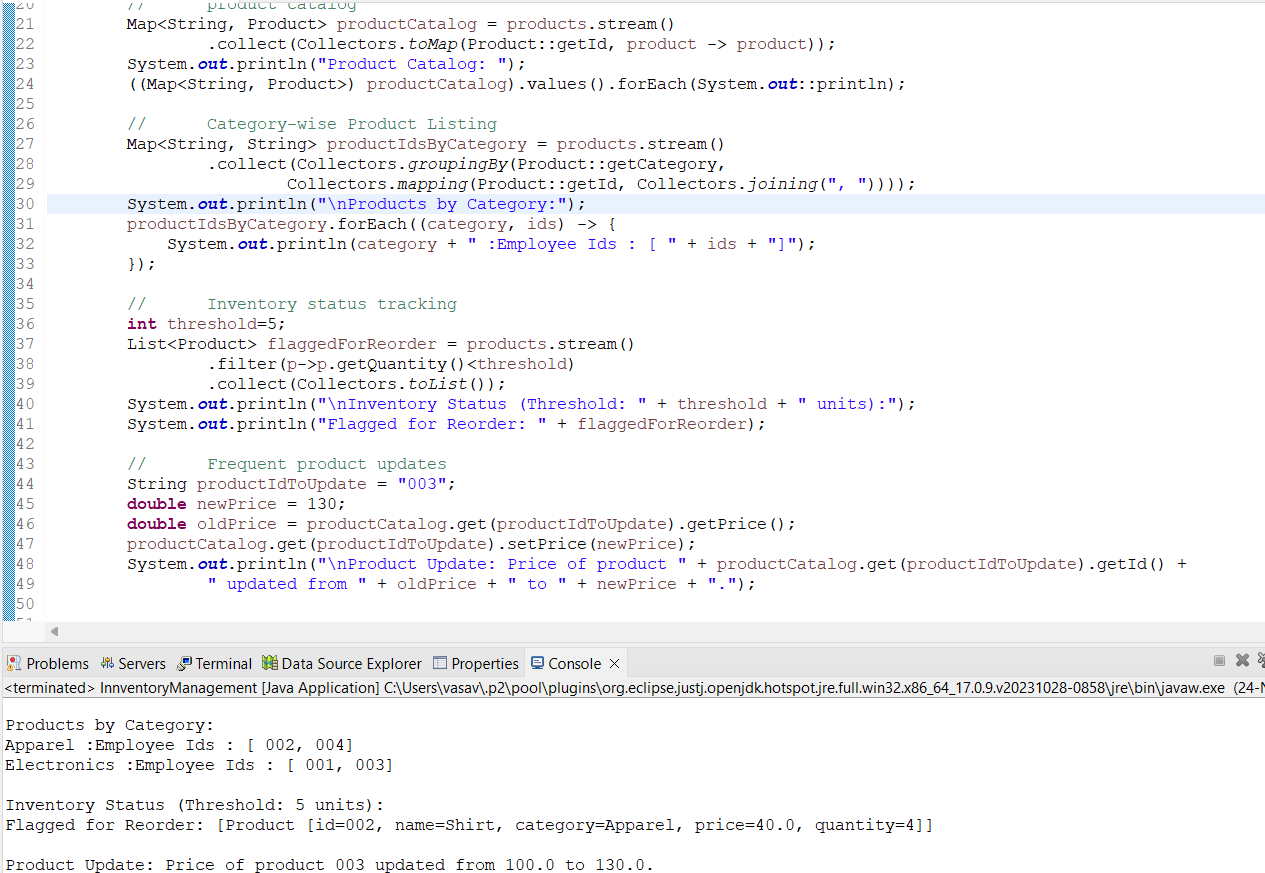 20 // product Catalog
21 Map<String, Product> productCatalog = products.stream()
22 .collect(Collectors.toMap(Product::getId, product -> product));
23 System.out.println("Product Catalog: ");
24 ((Map<String, Product>) productCatalog).values().forEach(System.out::println);
25
26 // Category-wise Product Listing
27 Map<String, String> productIdsByCategory = products.stream()
28 .collect(Collectors.groupingBy(Product::getCategory,
29 Collectors.mapping(Product::getId, Collectors.joining(", "))));
30 System.out.println("\nProducts by Category:");
31 productIdsByCategory.forEach((category, ids) -> {
32 System.out.println(category + " :Employee Ids : [ " + ids + "]");
33 });
34
35 // Inventory status tracking
36 int threshold=5;
37 List<Product> flaggedForReorder = products.stream()
38 .filter(p->p.getQuantity()<threshold)
39 .collect(Collectors.toList());
40 System.out.println("\nInventory Status (Threshold: " + threshold + " units):");
41 System.out.println("Flagged for Reorder: " + flaggedForReorder);
42
43 // Frequent product updates
44 String productIdToUpdate = "003";
45 double newPrice = 130;
46 double oldPrice = productCatalog.get(productIdToUpdate).getPrice();
47 productCatalog.get(productIdToUpdate).setPrice(newPrice);
48 System.out.println("\nProduct Update: Price of product " + productCatalog.get(productIdToUpdate).getId() +
49 " updated from " + oldPrice + " to " + newPrice + ".");
50
Problems Servers Terminal Data Source Explorer Properties Console
<terminated> InnventoryManagement [Java Application] C:\Users\vasav\.p2\pool\plugins\org.eclipse.justj.openjdk.hotspot.jre.full.win32.x86_64_17.0.9.v20231028-0858\jre\bin\javaw.exe (24-N
Products by Category:
Apparel :Employee Ids : [ 002, 004]
Electronics :Employee Ids : [ 001, 003]
Inventory Status (Threshold: 5 units):
Flagged for Reorder: [Product [id=002, name=Shirt, category=Apparel, price=40.0, quantity=4]]
Product Update: Price of product 003 updated from 100.0 to 130.0.